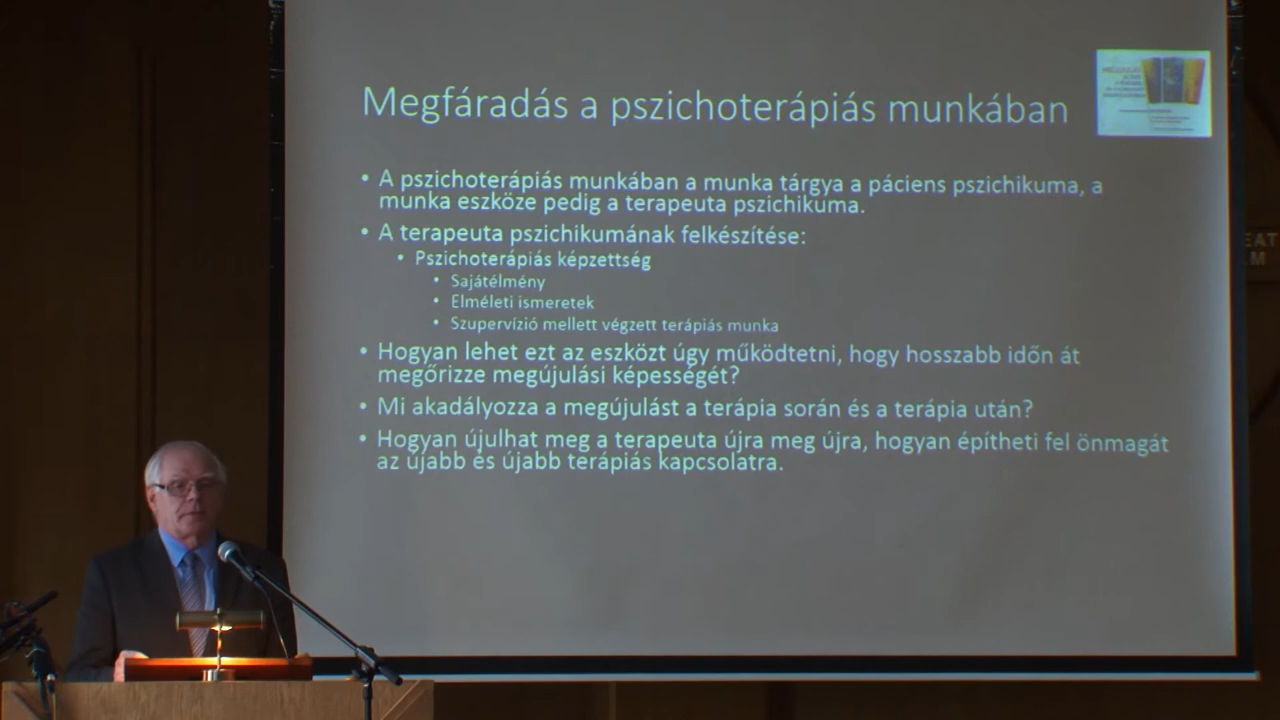 Megfáradás a pszichoterápiás munkában
• A pszichoterápiás munkában a munka tárgya a páciens pszichikuma, a
munka eszköze pedig a terapeuta pszichikuma.
• A terapeuta pszichikumának felkészítése:
• Pszichoterápiás képzettség
• Sajátélmény
• Elméleti ismeretek
• Szupervízió mellett végzett terápiás munka
• Hogyan lehet ezt az eszközt úgy működtetni, hogy hosszabb időn át
megőrizze megújulási képességét?
• Mi akadályozza a megújulást a terápia során és a terápia után?
• Hogyan újulhat meg a terapeuta újra meg újra, hogyan építheti fel önmagát
az újabb és újabb terápiás kapcsolatra.